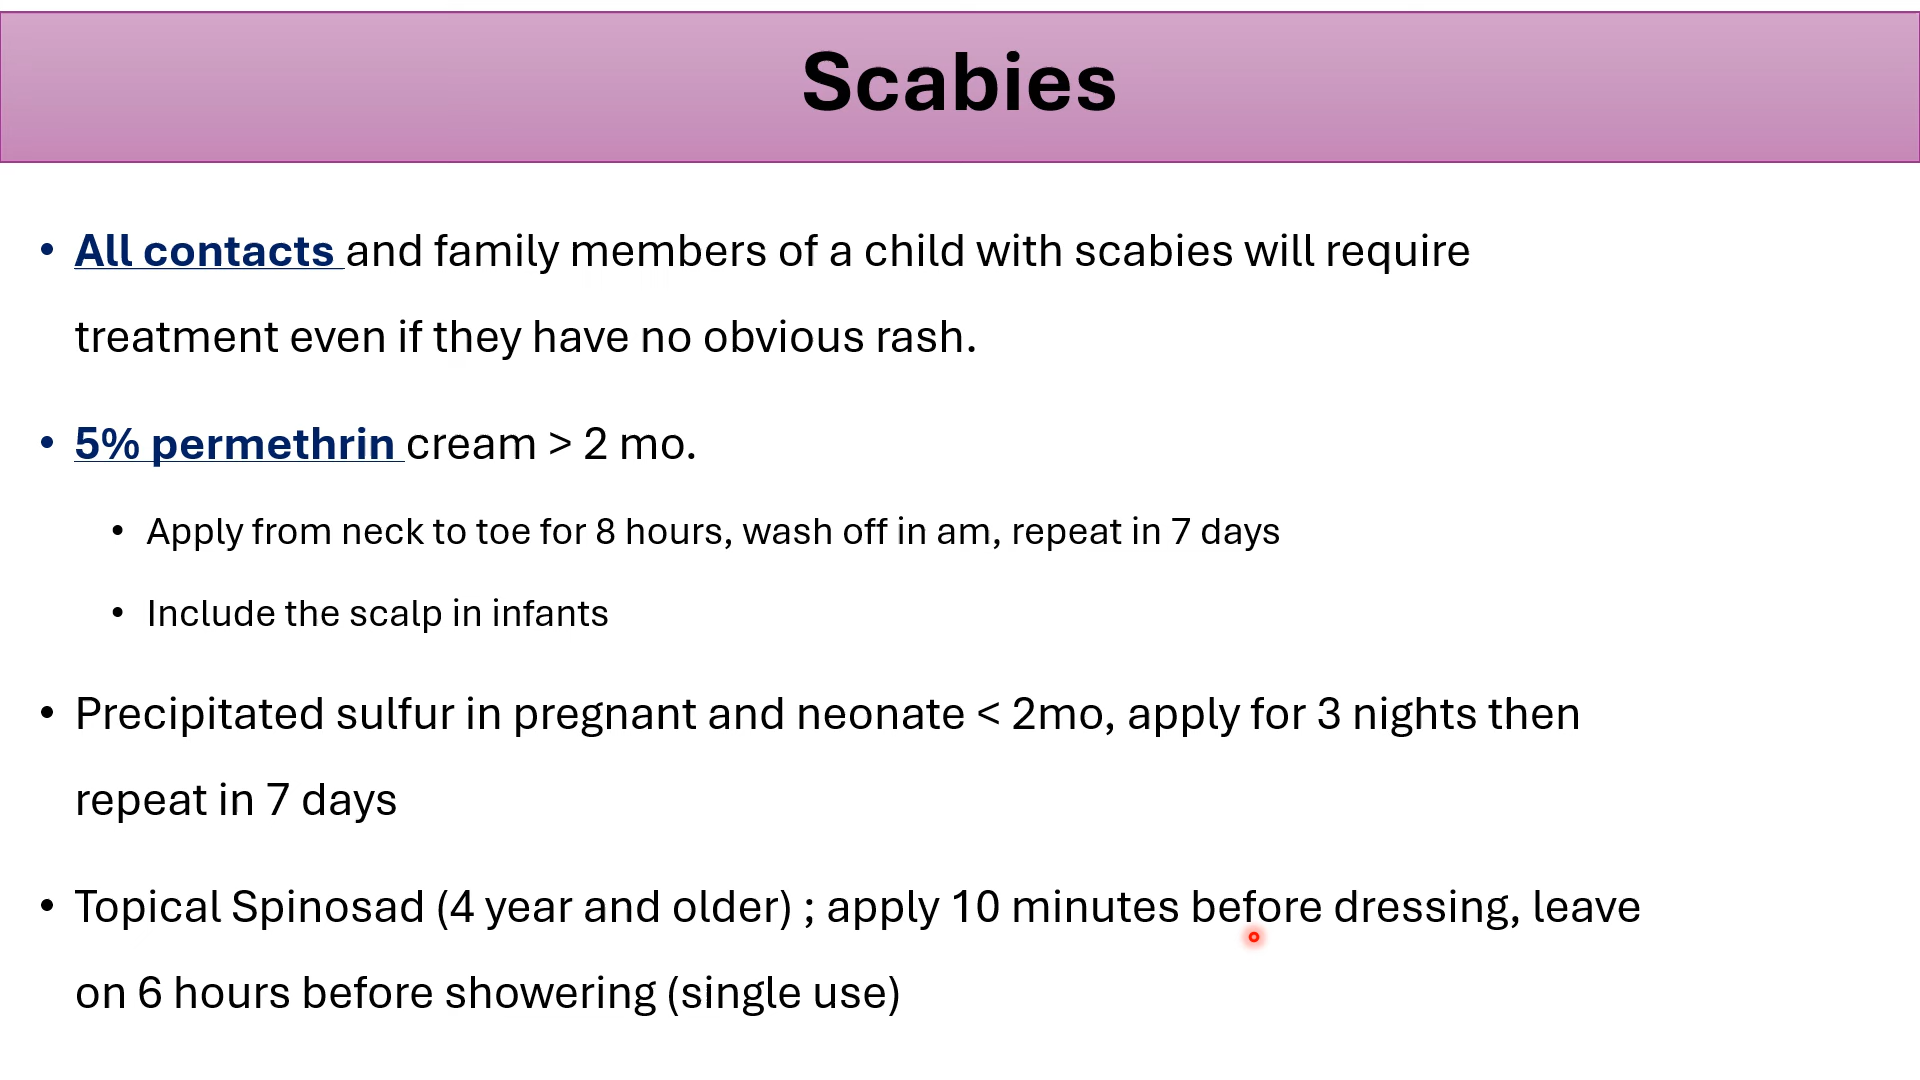 Scabies
• All contacts and family members of a child with scabies will require
treatment even if they have no obvious rash.
• 5% permethrin cream > 2 mo.
• Apply from neck to toe for 8 hours, wash off in am, repeat in 7 days
• Include the scalp in infants
• Precipitated sulfur in pregnant and neonate < 2mo, apply for 3 nights then
repeat in 7 days
• Topical Spinosad (4 year and older) ; apply 10 minutes before dressing, leave
on 6 hours before showering (single use)